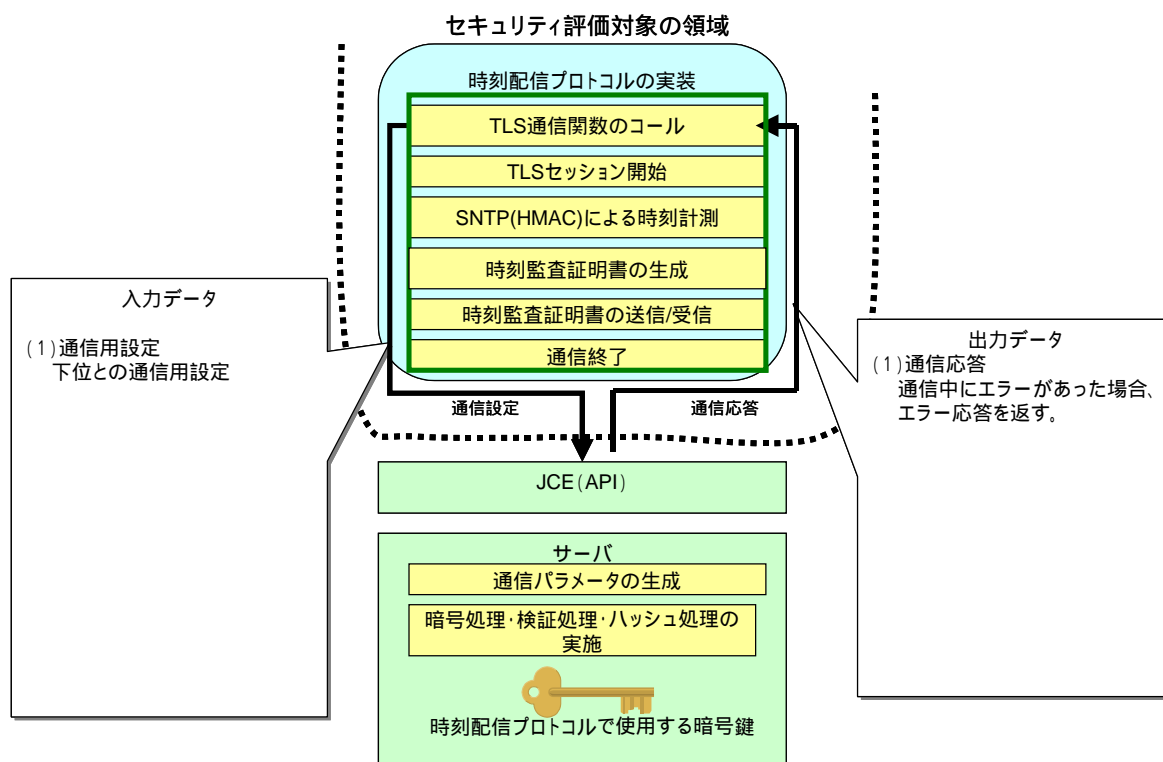 セキュリティ評価対象の領域
時刻配信プロトコルの実装
TLS通信関数のコール
TLSセッション開始
SNTP(HMAC)による時刻計測
時刻監査証明書の生成
時刻監査証明書の送信/受信
通信終了
入力データ
(1)通信用設定
下位との通信用設定
出力データ
(1)通信応答
通信中にエラーがあった場合、
エラー応答を返す。
通信設定
通信応答
JCE(API)
サーバ
通信パラメータの生成
暗号処理・検証処理・ハッシュ処理の
実施
時刻配信プロトコルで使用する暗号鍵